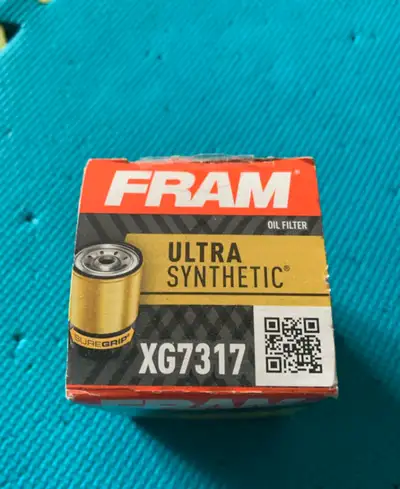 FRAM®
OIL FILTER
ULTRA
SYNTHETIC®
SUREGRIP®
XG7317